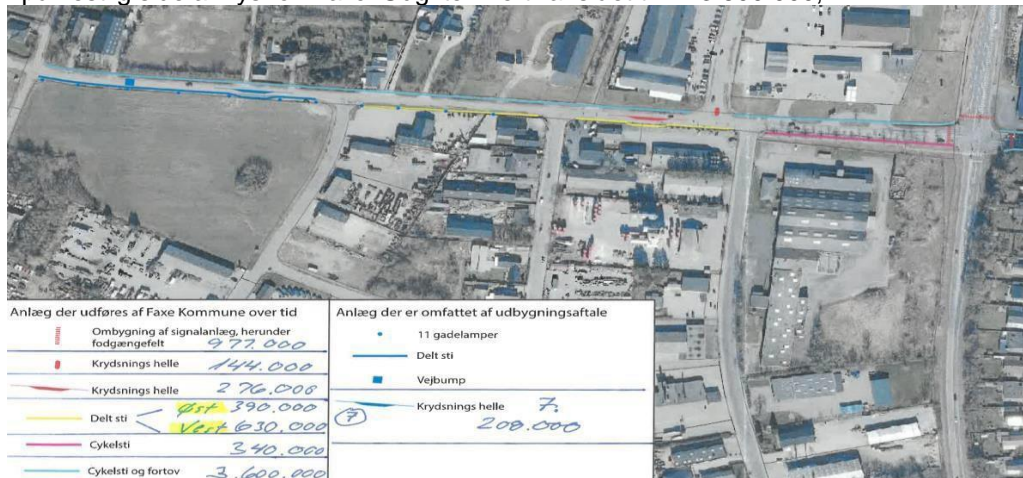 Anlæg der udføres af Faxe Kommune over tid
Ombygning af signalanlæg, herunder
fodgængefelt 977.000
Krydsnings helle 144.000
Krydsnings helle 276.000
Delt sti Øst 390.000
Vest 630.000
Cykelsti 340.000
Cykelsti og fortov 3.600.000
Anlæg der er omfattet af udbygningsaftale
11 gadelamper
Delt sti
Vejbump
Krydsnings helle 7.
7 208.000